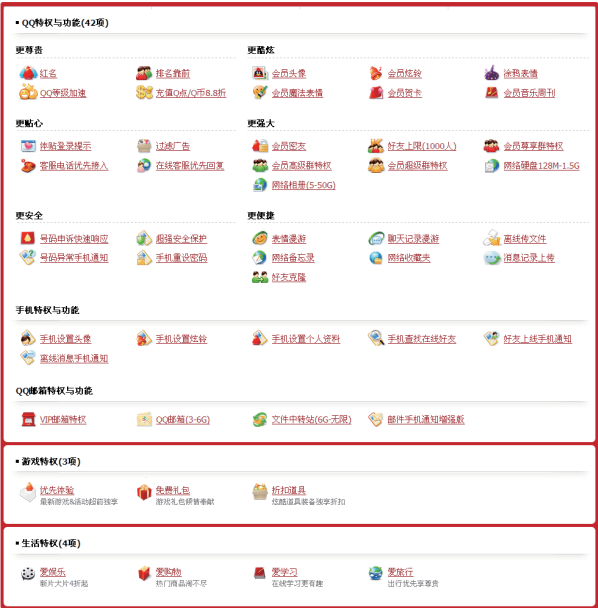 QQ特权与功能(42项)
更尊贵 更酷炫
红名 排名靠前 会员头像 会员炫铃 涂鸦表情
QQ等级加速 充值Q点/Q币8.8折 会员魔法表情 会员贺卡 会员音乐周刊
更贴心 更强大
体贴登录提示 过滤广告 会员密友 好友上限(1000人) 会员尊享群特权
客服电话优先接入 在线客服优先回复 会员高级群特权 会员超级群特权 网络硬盘128M-1.5G
网络相册(5-50G)
更安全 更便捷
号码申诉快速响应 超强安全保护 表情漫游 聊天记录漫游 离线传文件
号码异常手机通知 手机重设密码 网络备忘录 网络收藏夹 消息记录上传
好友克隆
手机特权与功能
手机设置头像 手机设置炫铃 手机设置个人资料 手机查找在线好友 好友上线手机通知
离线消息手机通知
QQ邮箱特权与功能
VIP邮箱特权 QQ邮箱(3-6G) 文件中转站(6G-无限) 邮件手机通知增强版
游戏特权(3项)
优先体验 免费礼包 折扣道具
最新游戏&活动超前独享 游戏礼包倾情奉献 炫酷道具装备独享折扣
生活特权(4项)
爱娱乐 爱购物 爱学习 爱旅行
新片大片4折起 热门商品淘不尽 在线学习更有趣 出行优先享尊贵